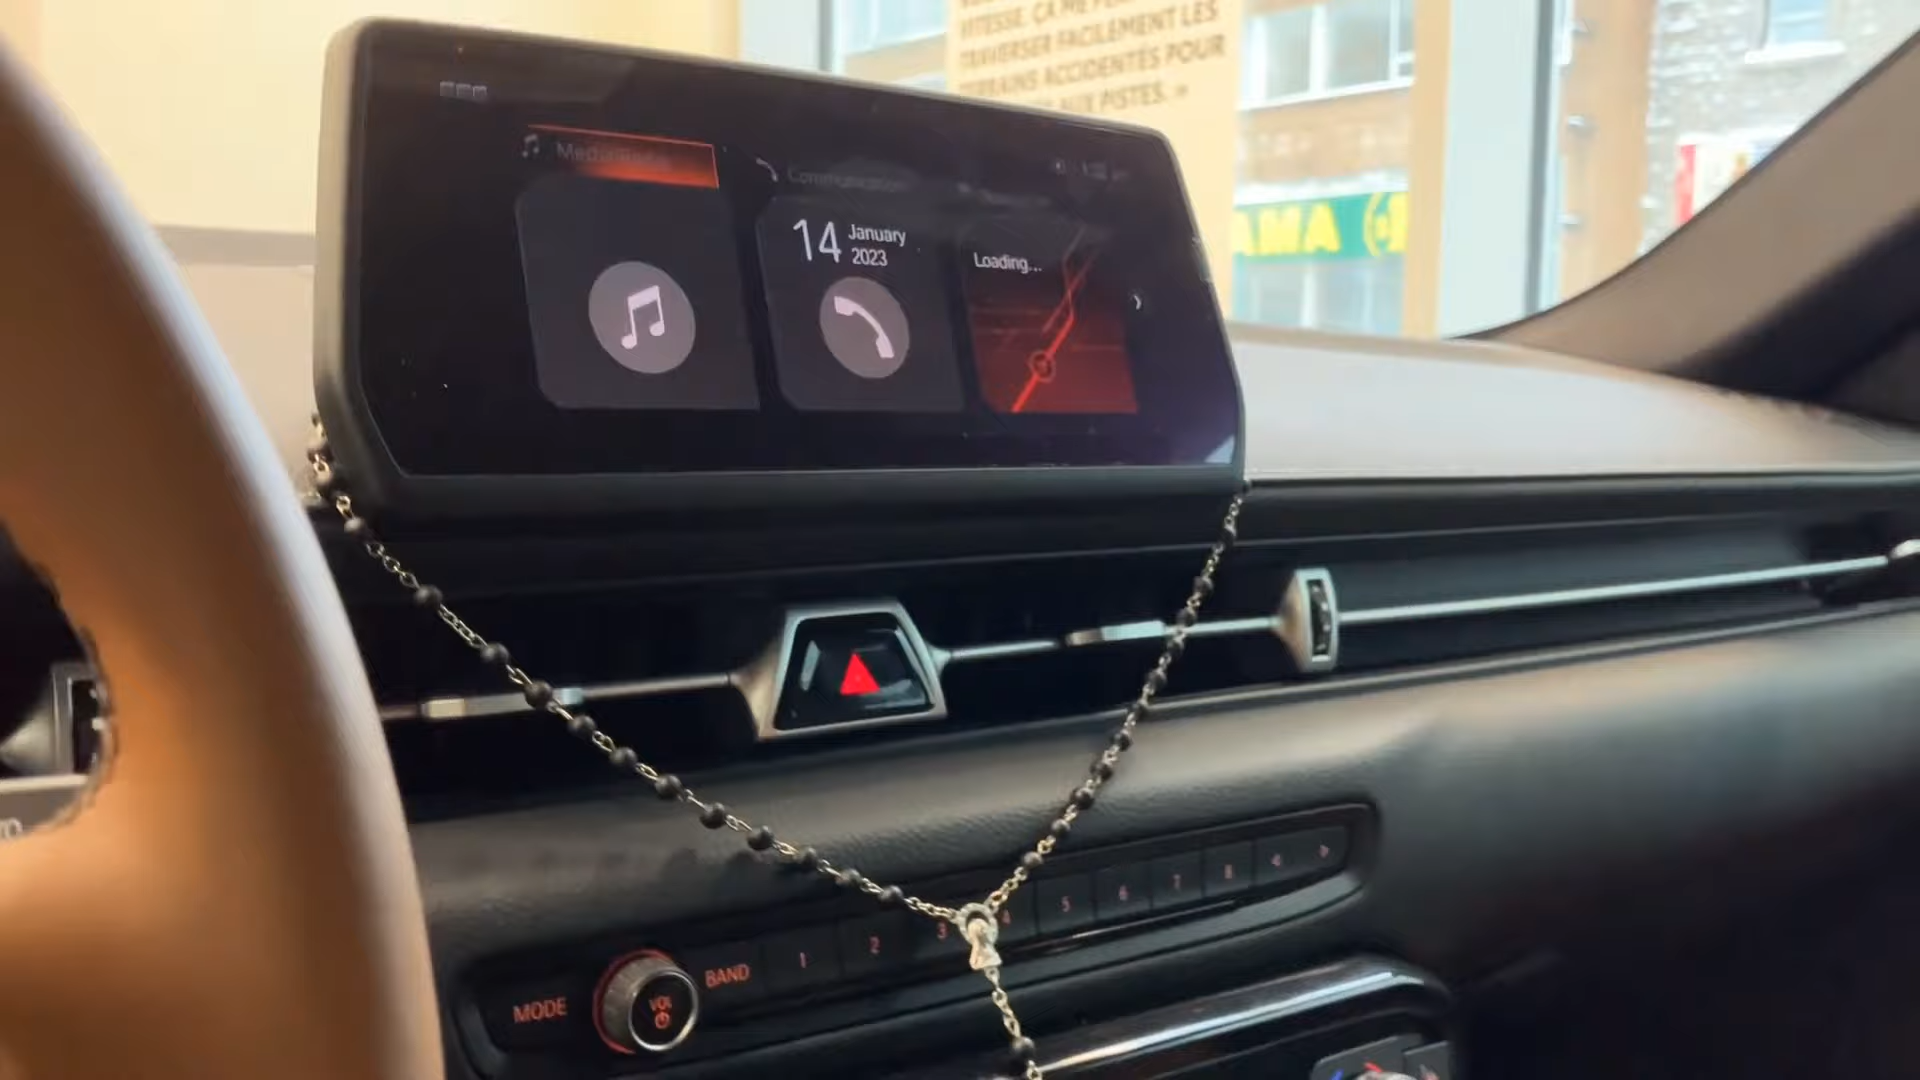 VITESSE. ÇA ME
TRAVERSER FACILEMENT LES
TERRAINS ACCIDENTÉS POUR
AUX PISTES. »
Communication
14 January
2023
Loading...
AMA
MODE
VOL
BAND
1
2
3
4
5
6
7
8